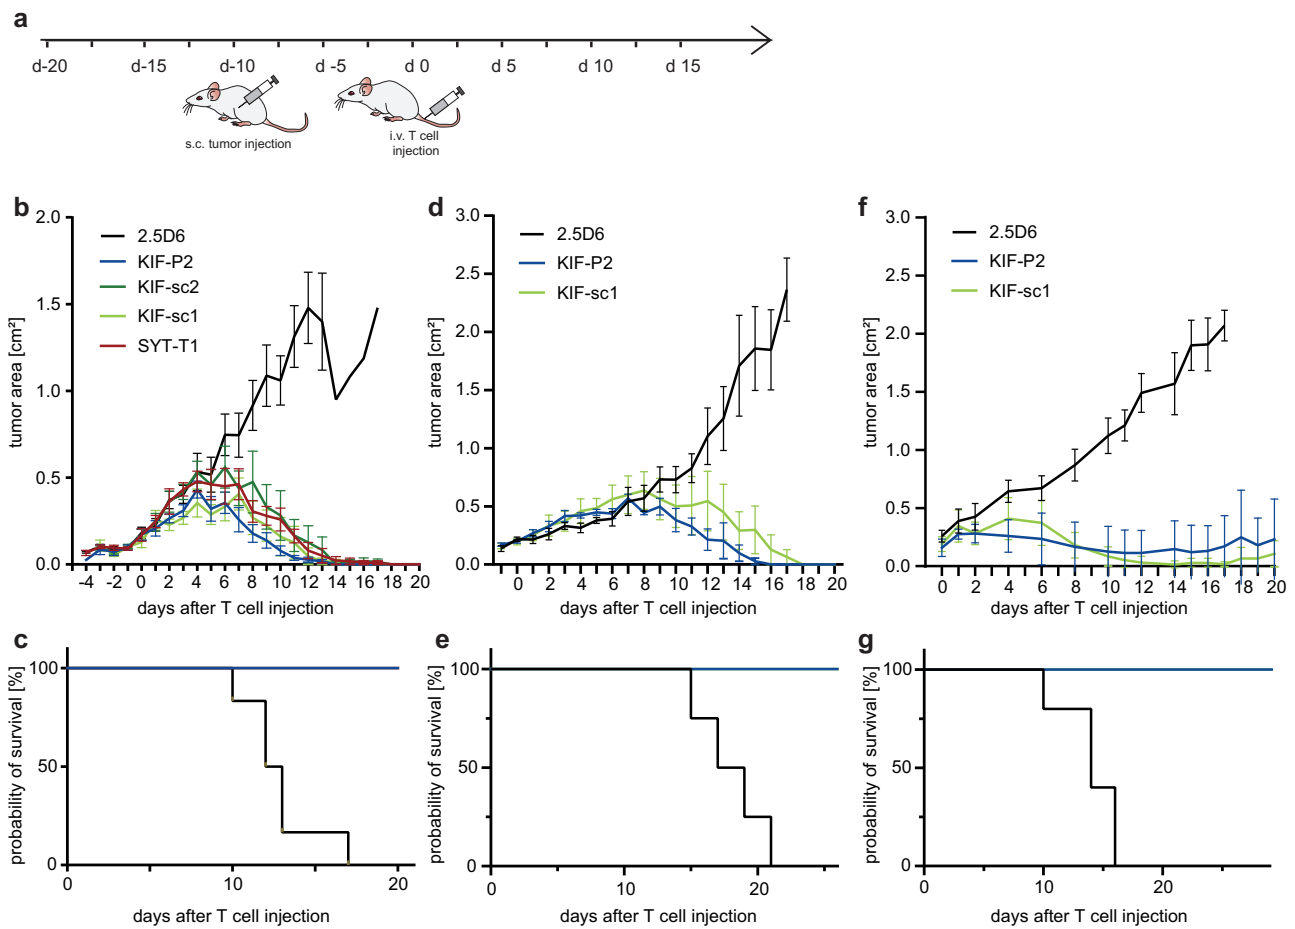 a
d-20 d-15 d-10 d -5 d 0 d 5 d 10 d 15
s.c. tumor injection
i.v. T cell
injection
b
tumor area [cm²]
2.0
1.5
1.0
0.5
0.0
2.5D6
KIF-P2
KIF-sc2
KIF-sc1
SYT-T1
-4 -2 0 2 4 6 8 10 12 14 16 18 20
days after T cell injection
d
tumor area [cm²]
3.0
2.5
2.0
1.5
1.0
0.5
0.0
2.5D6
KIF-P2
KIF-sc1
0 2 4 6 8 10 12 14 16 18 20
days after T cell injection
f
tumor area [cm²]
3.0
2.5
2.0
1.5
1.0
0.5
0.0
2.5D6
KIF-P2
KIF-sc1
0 2 4 6 8 10 12 14 16 18 20
days after T cell injection
c
probability of survival [%]
100
50
0
0 10 20
days after T cell injection
e
probability of survival [%]
100
50
0
0 10 20
days after T cell injection
g
probability of survival [%]
100
50
0
0 10 20
days after T cell injection